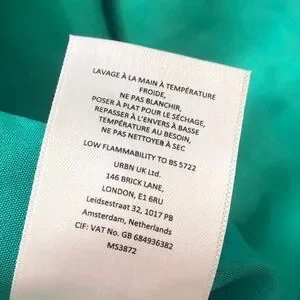 LAVAGE À LA MAIN À TEMPÉRATURE
FROIDE,
NE PAS BLANCHIR,
POSER À PLAT POUR LE SÉCHAGE,
REPASSER À L'ENVERS À BASSE
TEMPÉRATURE AU BESOIN,
NE PAS NETTOYER À SEC
LOW FLAMMABILITY TO BS 5722
URBN UK Ltd.
146 BRICK LANE,
LONDON, E1 6RU
Leidsestraat 32, 1017 PB
Amsterdam, Netherlands
CIF: VAT No. GB 684936382
MS3872